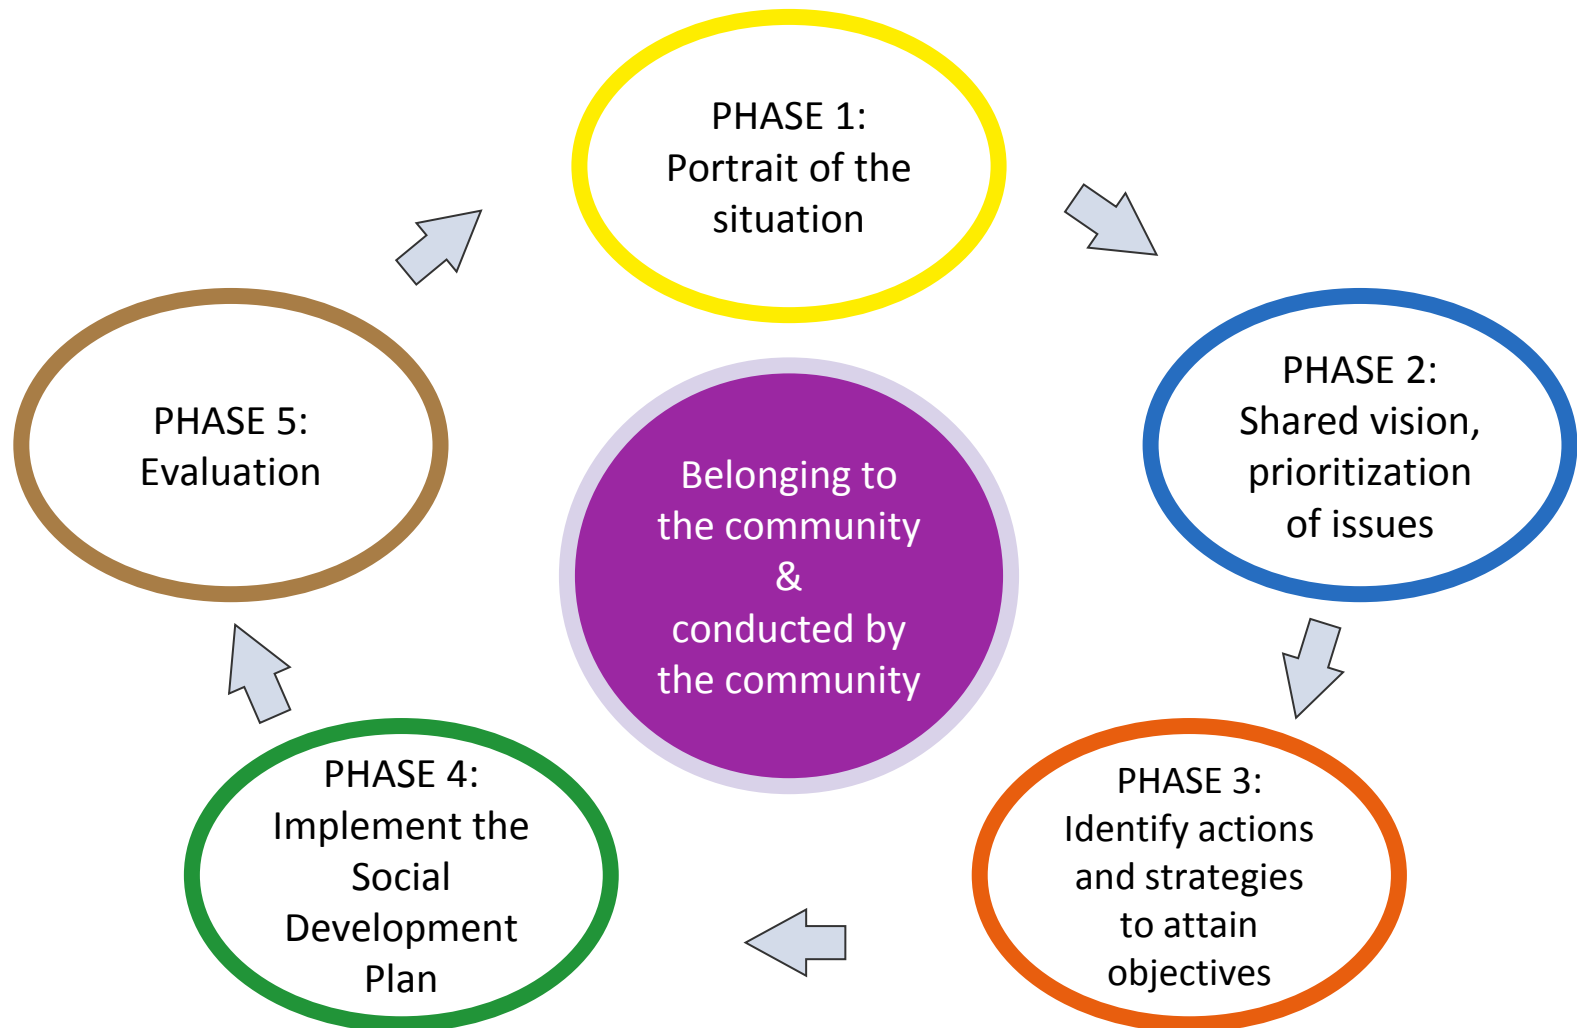 PHASE 1:
Portrait of the
situation
PHASE 2:
Shared vision,
prioritization
of issues
PHASE 3:
Identify actions
and strategies
to attain
objectives
PHASE 4:
Implement the
Social
Development
Plan
PHASE 5:
Evaluation
Belonging to
the community
&
conducted by
the community